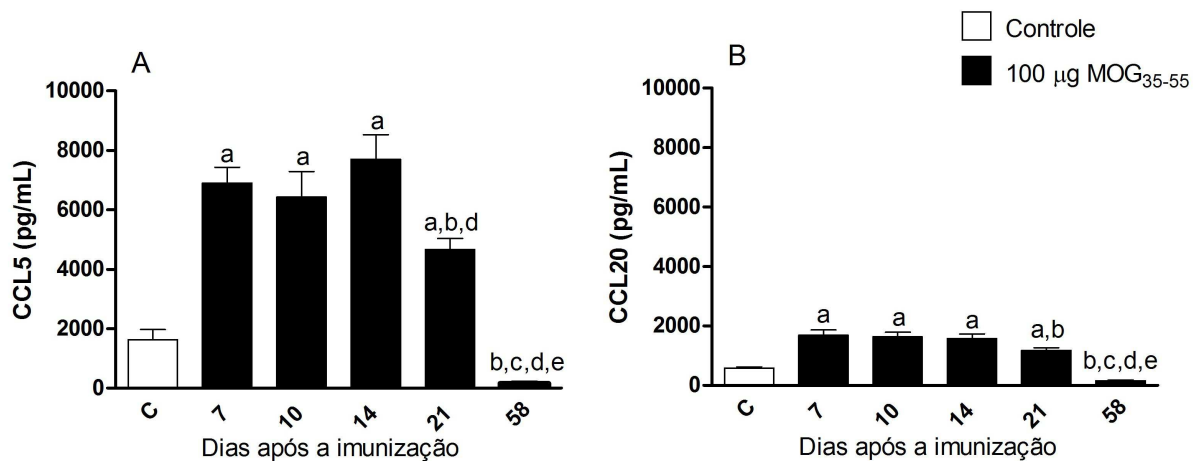 Controle
100 µg MOG35-55
A
CCL5 (pg/mL)
10000
8000
6000
4000
2000
0
a
a
a
a,b,d
b,c,d,e
C
7
10
14
21
58
Dias após a imunização
B
CCL20 (pg/mL)
10000
8000
6000
4000
2000
0
a
a
a
a,b
b,c,d,e
C
7
10
14
21
58
Dias após a imunização